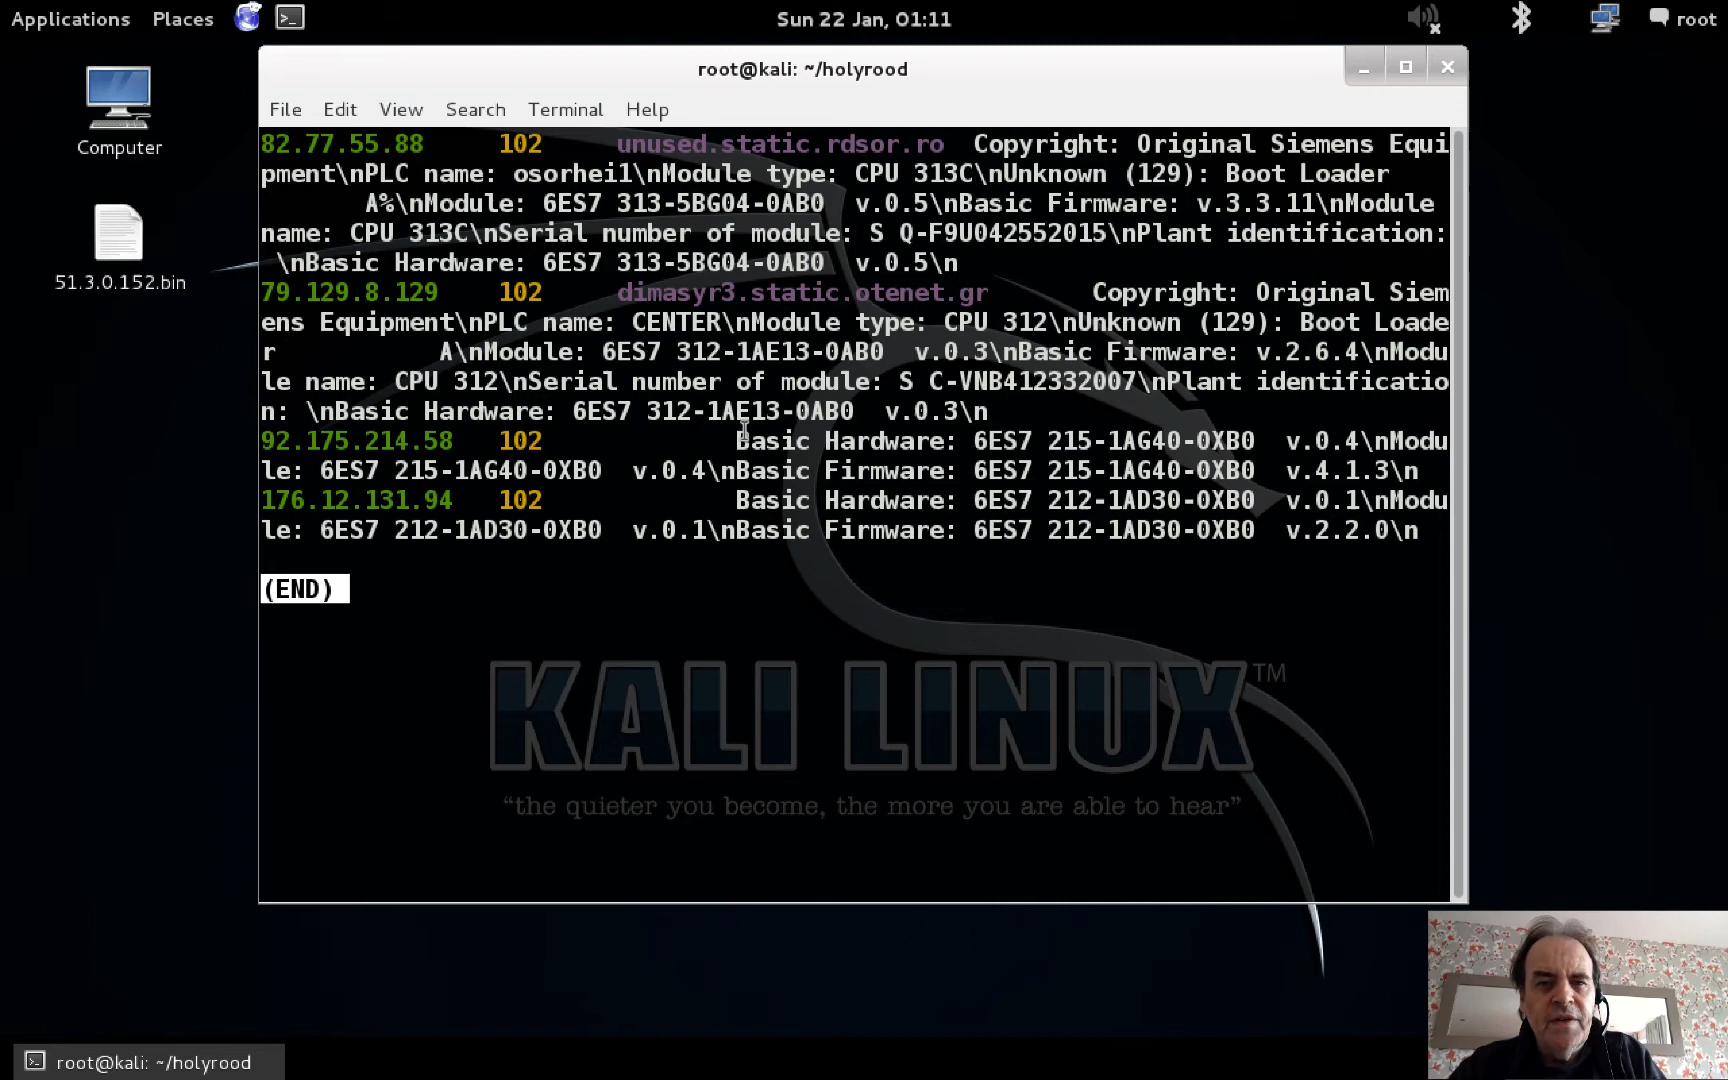 Applications Places Sun 22 Jan, 01:11 root
root@kali: ~/holyrood
File Edit View Search Terminal Help
Computer
51.3.0.152.bin
82.77.55.88 102 unused.static.rdsor.ro Copyright: Original Siemens Equi
pment\nPLC name: osorhei1\nModule type: CPU 313C\nUnknown (129): Boot Loader
A%\nModule: 6ES7 313-5BG04-0AB0 v.0.5\nBasic Firmware: v.3.3.11\nModule
name: CPU 313C\nSerial number of module: S Q-F9U042552015\nPlant identification:
\nBasic Hardware: 6ES7 313-5BG04-0AB0 v.0.5\n
79.129.8.129 102 dimasyr3.static.otenet.gr Copyright: Original Siem
ens Equipment\nPLC name: CENTER\nModule type: CPU 312\nUnknown (129): Boot Loade
r A\nModule: 6ES7 312-1AE13-0AB0 v.0.3\nBasic Firmware: v.2.6.4\nModu
le name: CPU 312\nSerial number of module: S C-VNB412332007\nPlant identificatio
n: \nBasic Hardware: 6ES7 312-1AE13-0AB0 v.0.3\n
92.175.214.58 102 Basic Hardware: 6ES7 215-1AG40-0XB0 v.0.4\nModu
le: 6ES7 215-1AG40-0XB0 v.0.4\nBasic Firmware: 6ES7 215-1AG40-0XB0 v.4.1.3\n
176.12.131.94 102 Basic Hardware: 6ES7 212-1AD30-0XB0 v.0.1\nModu
le: 6ES7 212-1AD30-0XB0 v.0.1\nBasic Firmware: 6ES7 212-1AD30-0XB0 v.2.2.0\n
(END)
KALI LINUX™
“the quieter you become, the more you are able to hear”
root@kali: ~/holyrood